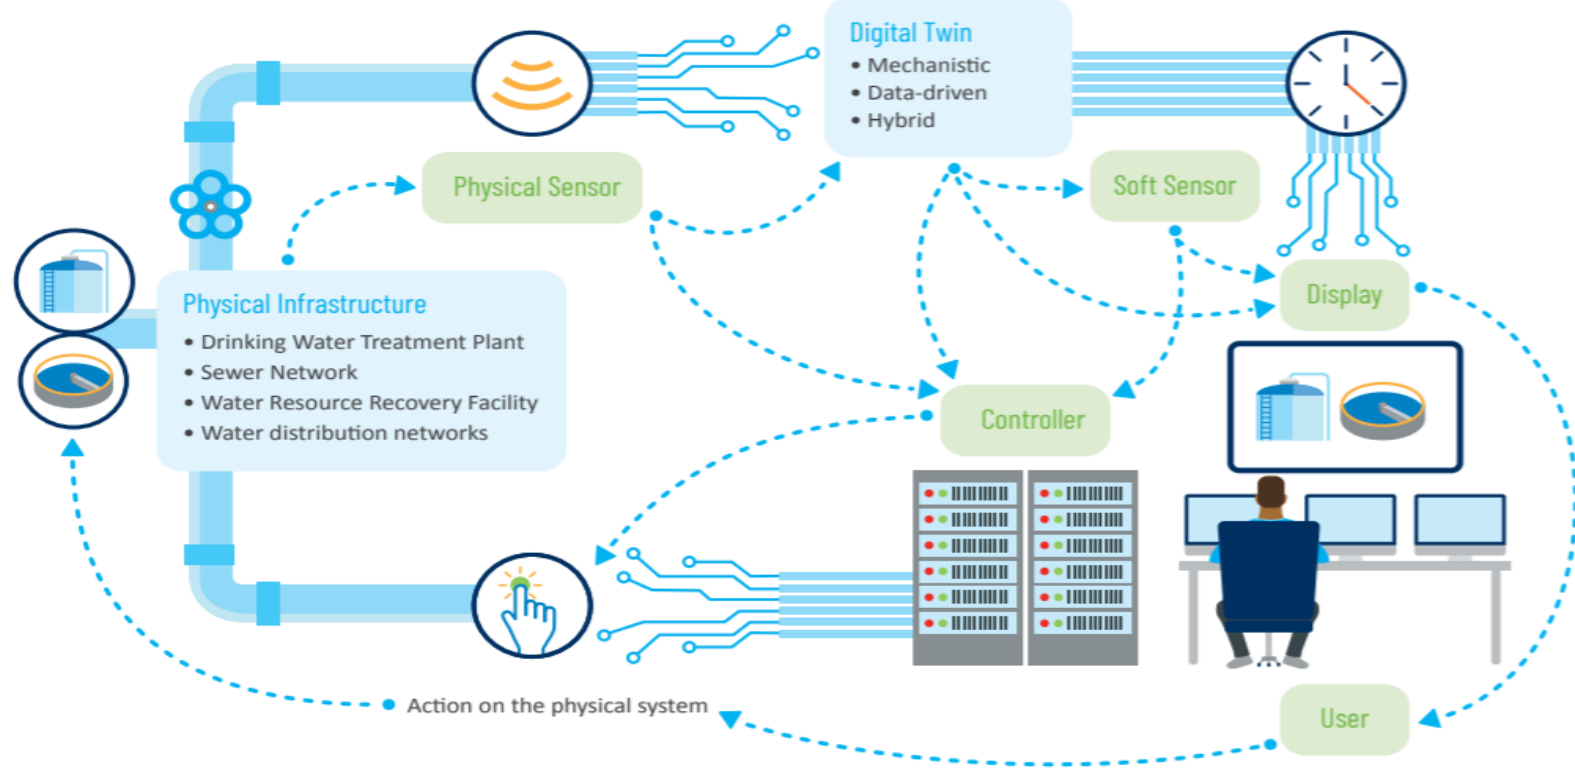 Digital Twin
• Mechanistic
• Data-driven
• Hybrid
Physical Sensor
Soft Sensor
Physical Infrastructure
• Drinking Water Treatment Plant
• Sewer Network
• Water Resource Recovery Facility
• Water distribution networks
Display
Controller
Action on the physical system
User